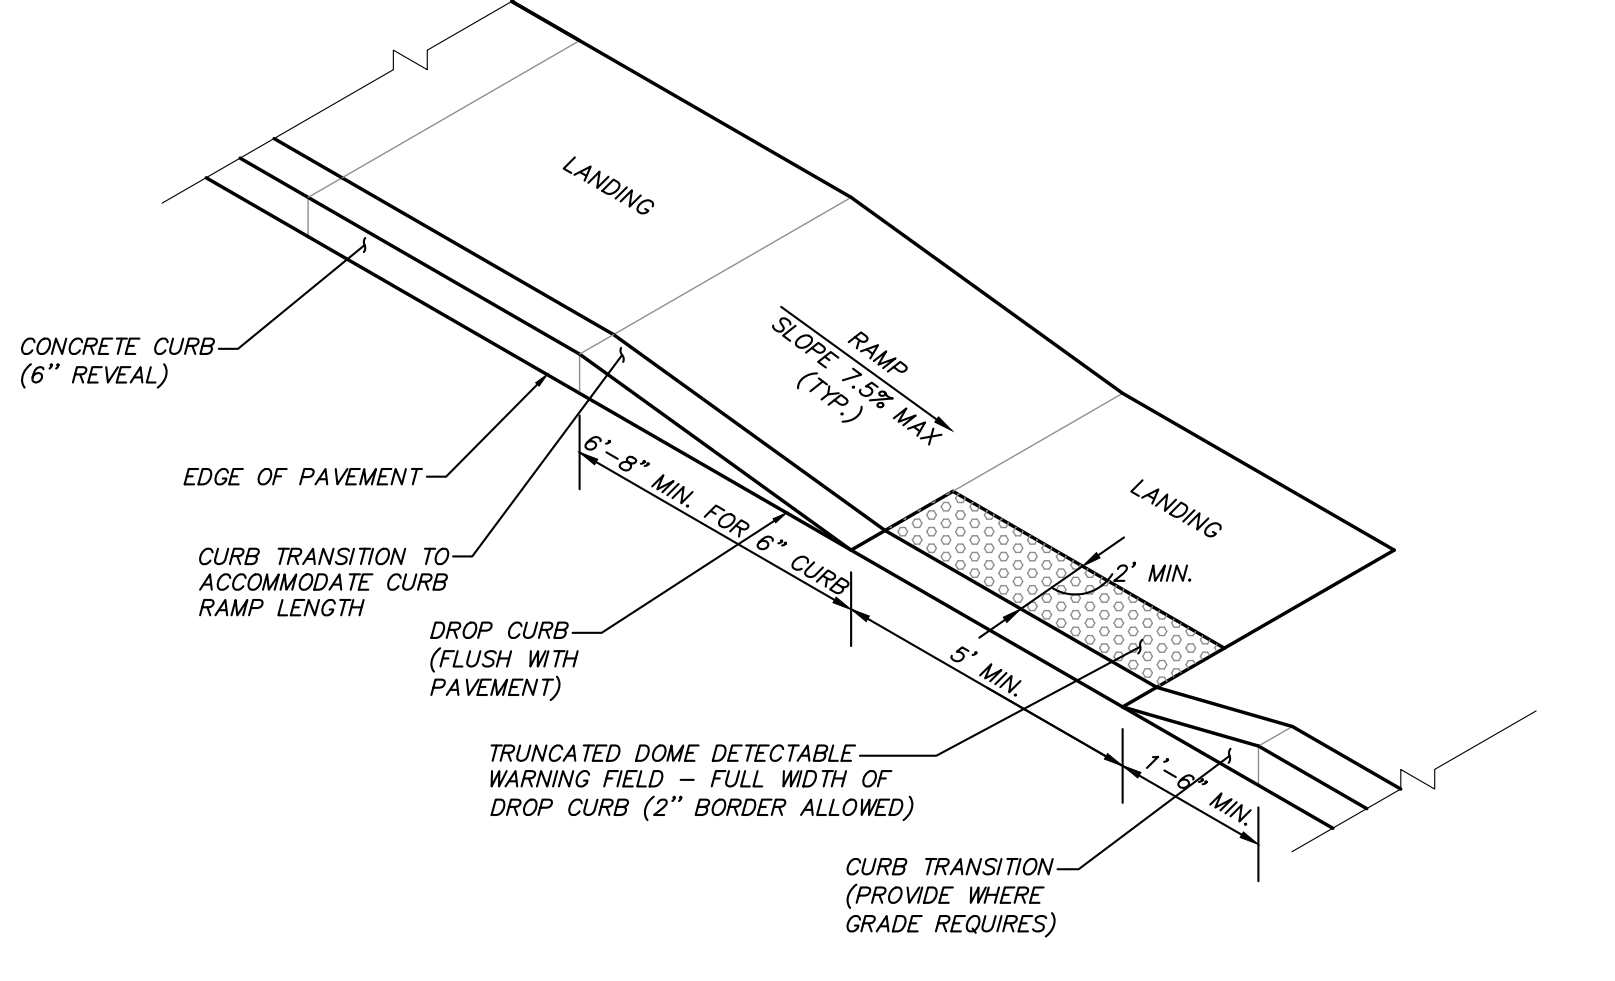 LANDING
CONCRETE CURB
(6” REVEAL)
RAMP
SLOPE 7.5% MAX
(TYP.)
EDGE OF PAVEMENT
6’–8” MIN. FOR 6” CURB
LANDING
CURB TRANSITION TO
ACCOMMODATE CURB
RAMP LENGTH
2’ MIN.
DROP CURB
(FLUSH WITH
PAVEMENT)
5’ MIN.
TRUNCATED DOME DETECTABLE
WARNING FIELD – FULL WIDTH OF
DROP CURB (2” BORDER ALLOWED)
1’–6” MIN.
CURB TRANSITION
(PROVIDE WHERE
GRADE REQUIRES)